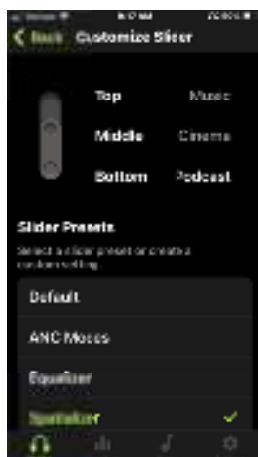 Back Customize Slider
Top Music
Middle Cinema
Bottom Podcast
Slider Presets
Select a slider preset or create a
custom setting.
Default
ANC Modes
Equalizer
Spatializer